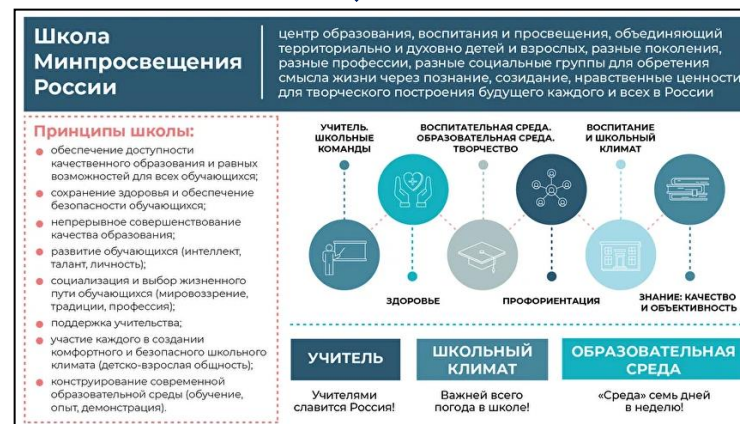 Школа
Минпросвещения
России
центр образования, воспитания и просвещения, объединяющий
территориально и духовно детей и взрослых, разные поколения,
разные профессии, разные социальные группы для обретения
смысла жизни через познание, созидание, нравственные ценности
для творческого построения будущего каждого и всех в России
Принципы школы:
обеспечение доступности
качественного образования и равных
возможностей для всех обучающихся;
сохранение здоровья и обеспечение
безопасности обучающихся;
непрерывное совершенствование
качества образования;
развитие обучающихся (интеллект,
талант, личность);
социализация и выбор жизненного
пути обучающихся (мировоззрение,
традиции, профессия);
поддержка учительства;
участие каждого в создании
комфортного и безопасного школьного
климата (детско-взрослая общность);
конструирование современной
образовательной среды (обучение,
опыт, демонстрация).
УЧИТЕЛЬ.
ШКОЛЬНЫЕ
КОМАНДЫ
ВОСПИТАТЕЛЬНАЯ СРЕДА.
ОБРАЗОВАТЕЛЬНАЯ СРЕДА.
ТВОРЧЕСТВО
ВОСПИТАНИЕ
И ШКОЛЬНЫЙ
КЛИМАТ
ЗДОРОВЬЕ
ПРОФОРИЕНТАЦИЯ
ЗНАНИЕ: КАЧЕСТВО
И ОБЪЕКТИВНОСТЬ
УЧИТЕЛЬ
Учителями
славится Россия!
ШКОЛЬНЫЙ
КЛИМАТ
Важней всего
погода в школе!
ОБРАЗОВАТЕЛЬНАЯ
СРЕДА
«Среда» семь дней
в неделю!